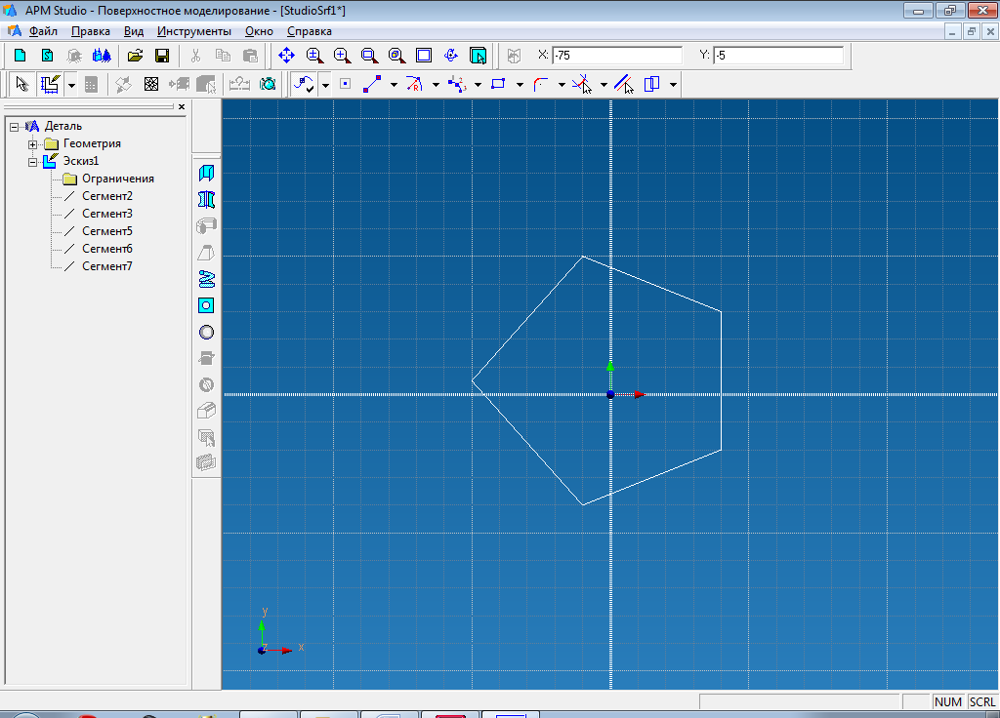 APM Studio - Поверхностное моделирование - [StudioSrf1*]
Файл Правка Вид Инструменты Окно Справка
X: -75 Y: -5
Деталь
Геометрия
Эскиз1
Ограничения
Сегмент2
Сегмент3
Сегмент5
Сегмент6
Сегмент7
y
z x
NUM SCRL